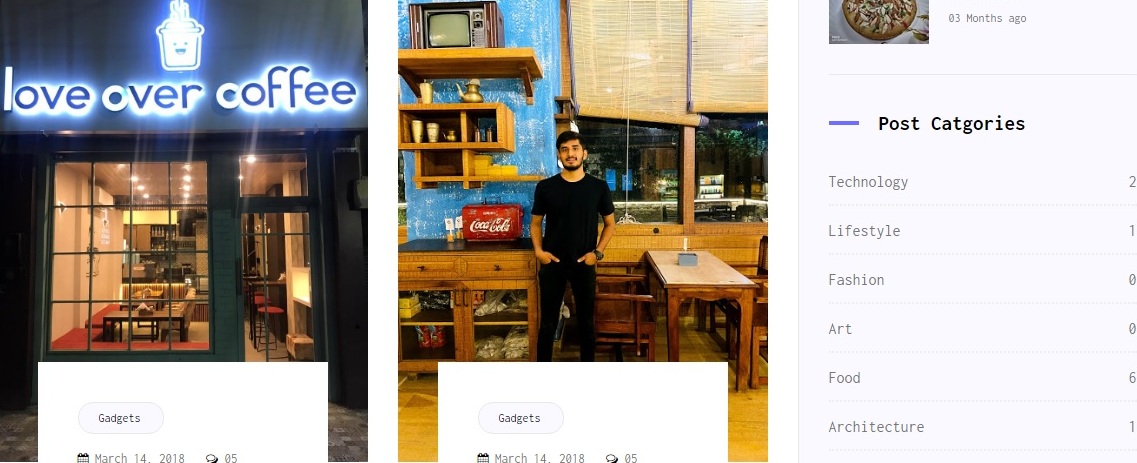 love over coffee
Coca-Cola
Gadgets
March 14, 2018 05
Gadgets
March 14, 2018 05
03 Months ago
Post Catgories
Technology 2
Lifestyle 1
Fashion 0
Art 0
Food 6
Architecture 1